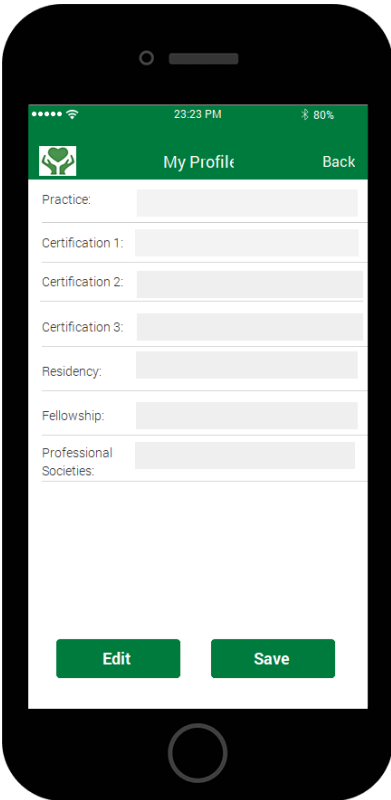 23:23 PM 80%
My Profile Back
Practice:
Certification 1:
Certification 2:
Certification 3:
Residency:
Fellowship:
Professional
Societies:
Edit Save